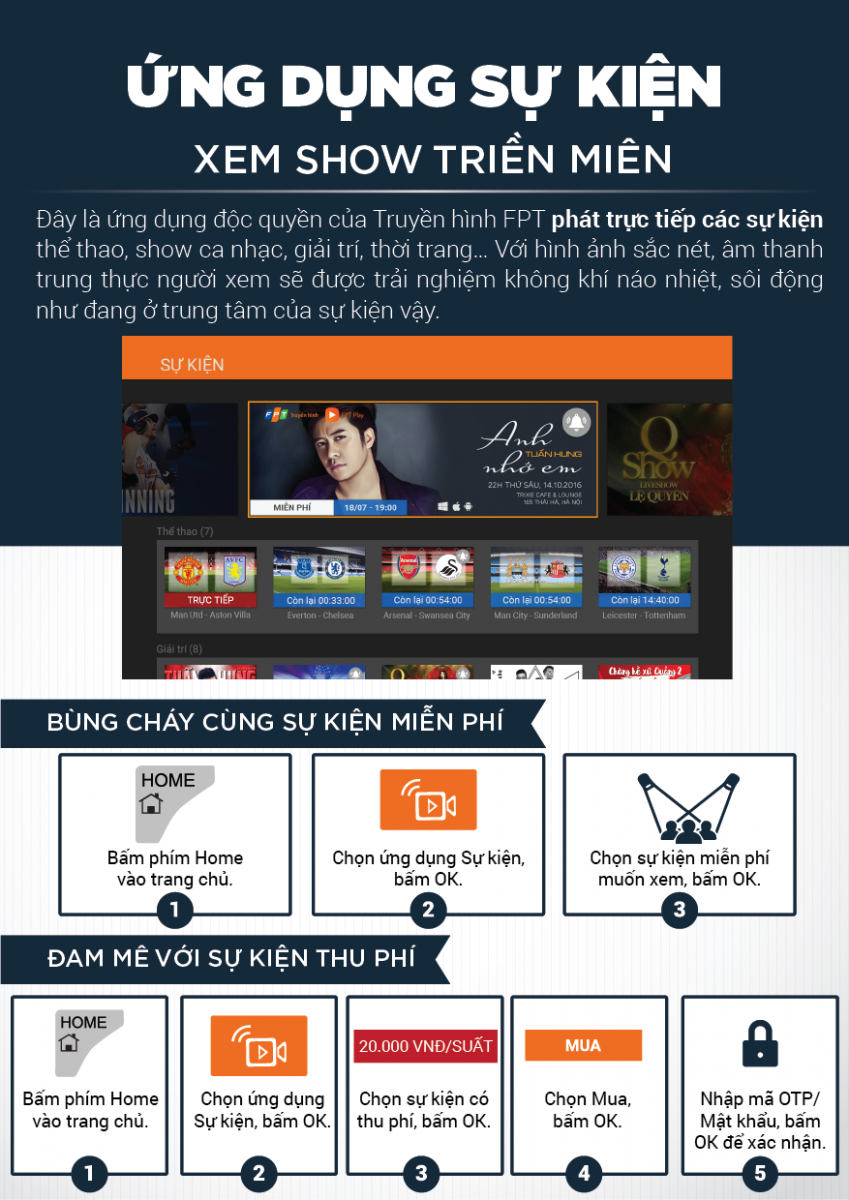 ỨNG DỤNG SỰ KIỆN
XEM SHOW TRIỀN MIÊN
Đây là ứng dụng độc quyền của Truyền hình FPT phát trực tiếp các sự kiện
thể thao, show ca nhạc, giải trí, thời trang... Với hình ảnh sắc nét, âm thanh
trung thực người xem sẽ được trải nghiệm không khí náo nhiệt, sôi động
như đang ở trung tâm của sự kiện vậy.
SỰ KIỆN
FPT Truyền hình FPT Play
Anh
TUẤN HƯNG
nhớ em
22H THỨ SÁU, 14.10.2016
TRIXIE CAFE & LOUNGE
165 THÁI HÀ, HÀ NỘI
MIỄN PHÍ 18/07 - 19:00
INNING
Q
Show
LIVESHOW
LỆ QUYÊN
Thể thao (7)
TRỰC TIẾP Còn lại 00:33:00 Còn lại 00:54:00 Còn lại 00:54:00 Còn lại 14:40:00
Man Utd - Aston Villa Everton - Chelsea Arsenal - Swansea City Man City - Sunderland Leicester - Tottenham
Giải trí (8)
BÙNG CHÁY CÙNG SỰ KIỆN MIỄN PHÍ
HOME
Bấm phím Home
vào trang chủ.
1
Chọn ứng dụng Sự kiện,
bấm OK.
2
Chọn sự kiện miễn phí
muốn xem, bấm OK.
3
ĐAM MÊ VỚI SỰ KIỆN THU PHÍ
HOME
Bấm phím Home
vào trang chủ.
1
Chọn ứng dụng
Sự kiện, bấm OK.
2
20.000 VNĐ/SUẤT
Chọn sự kiện có
thu phí, bấm OK.
3
MUA
Chọn Mua,
bấm OK.
4
Nhập mã OTP/
Mật khẩu, bấm
OK để xác nhận.
5